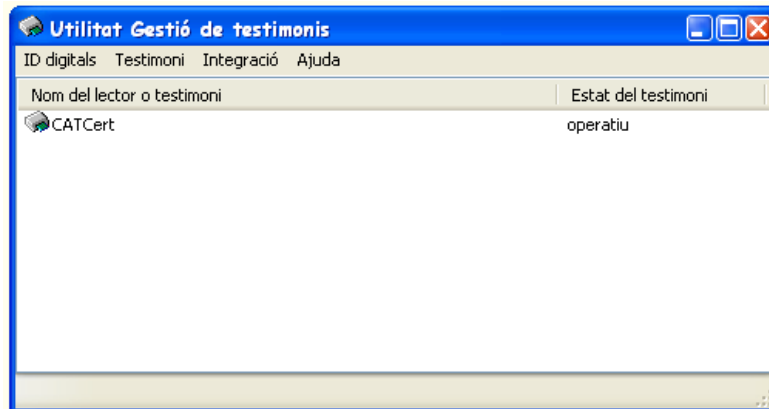 Utilitat Gestió de testimonis
ID digitals Testimoni Integració Ajuda
Nom del lector o testimoni Estat del testimoni
CATCert operatiu